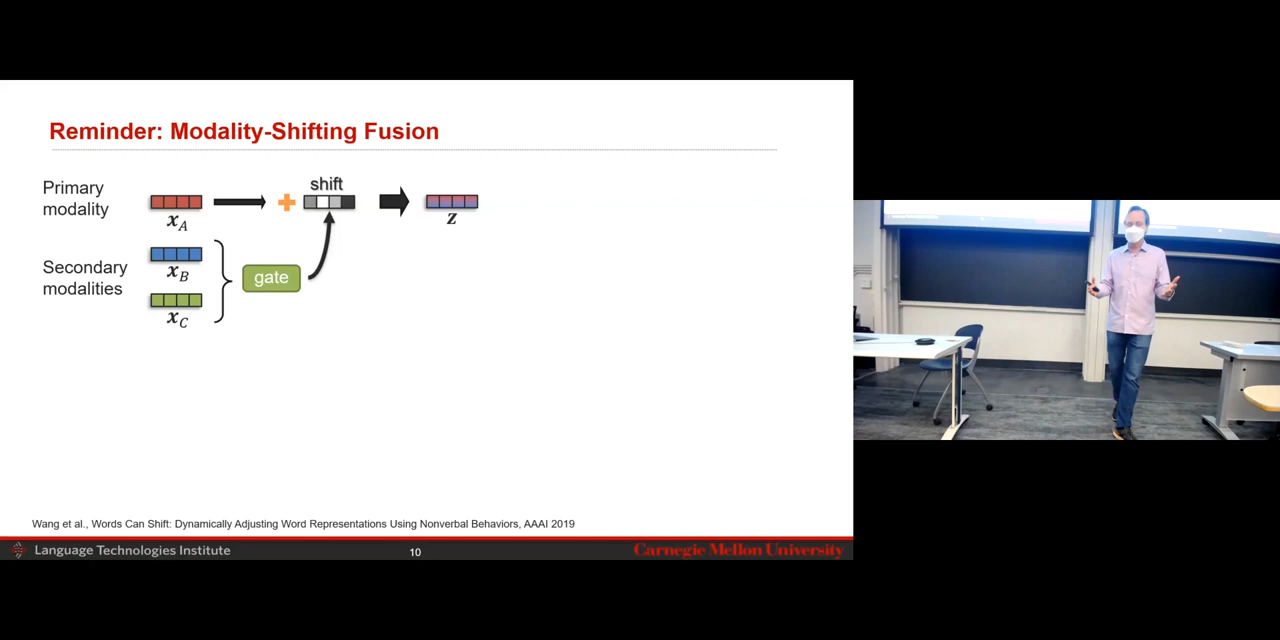 Reminder: Modality-Shifting Fusion
Primary
modality
x_A
+
shift
z
Secondary
modalities
x_B
x_C
gate
Wang et al., Words Can Shift: Dynamically Adjusting Word Representations Using Nonverbal Behaviors, AAAI 2019
Language Technologies Institute
10
Carnegie Mellon University